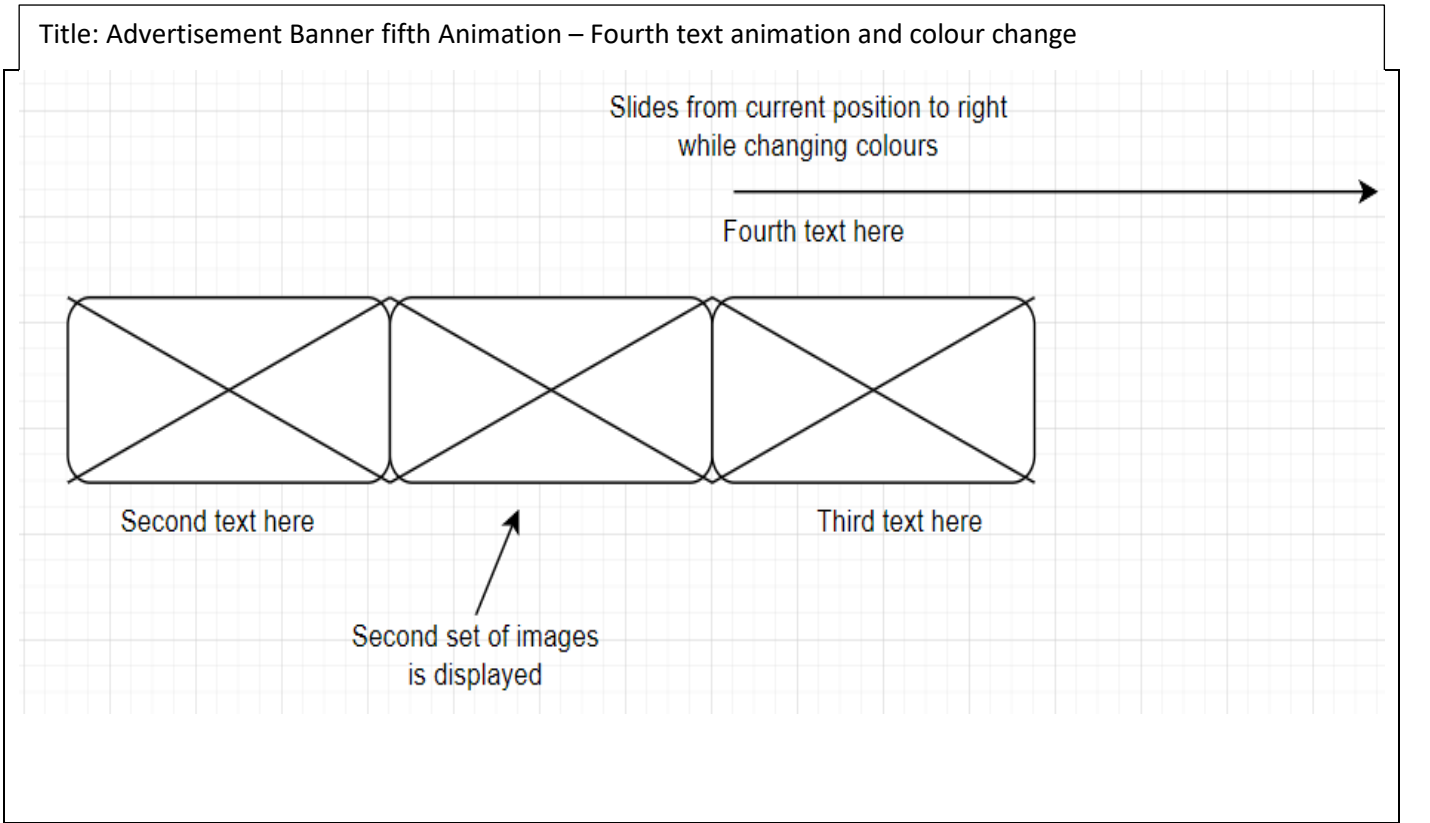 Title: Advertisement Banner fifth Animation – Fourth text animation and colour change
Slides from current position to right
while changing colours
Fourth text here
Second text here
Third text here
Second set of images
is displayed